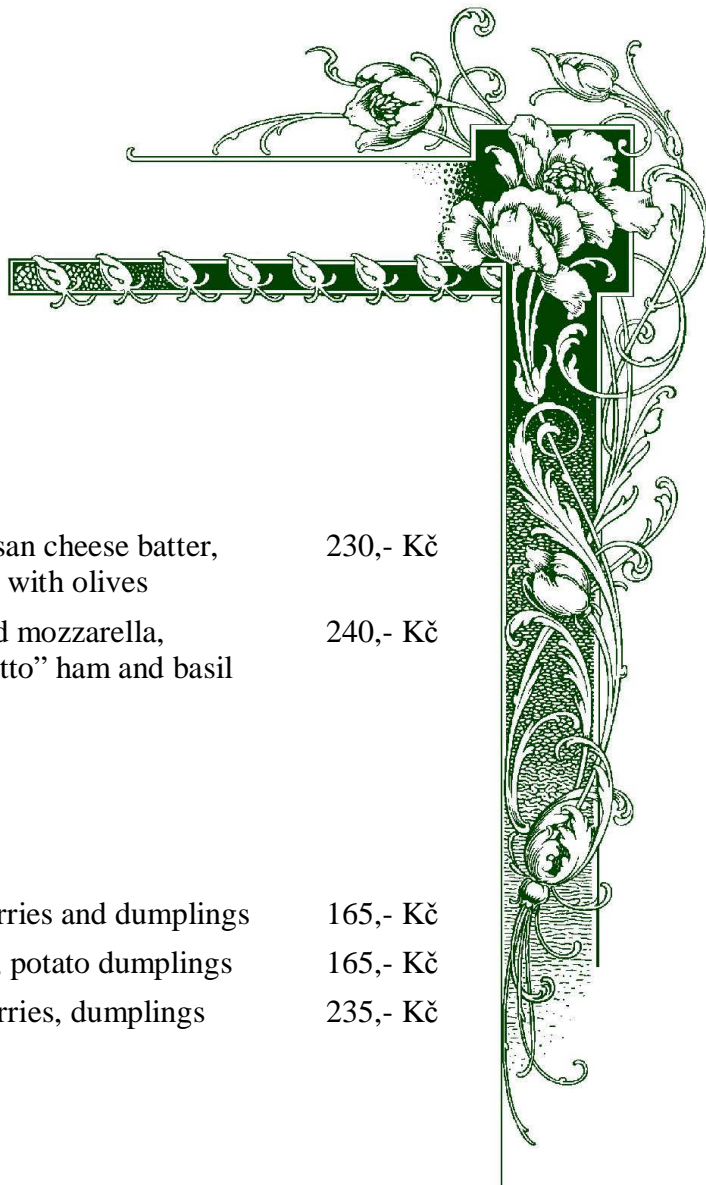 san cheese batter, 230,- Kč
with olives
d mozzarella, 240,- Kč
tto” ham and basil
rries and dumplings 165,- Kč
, potato dumplings 165,- Kč
rries, dumplings 235,- Kč